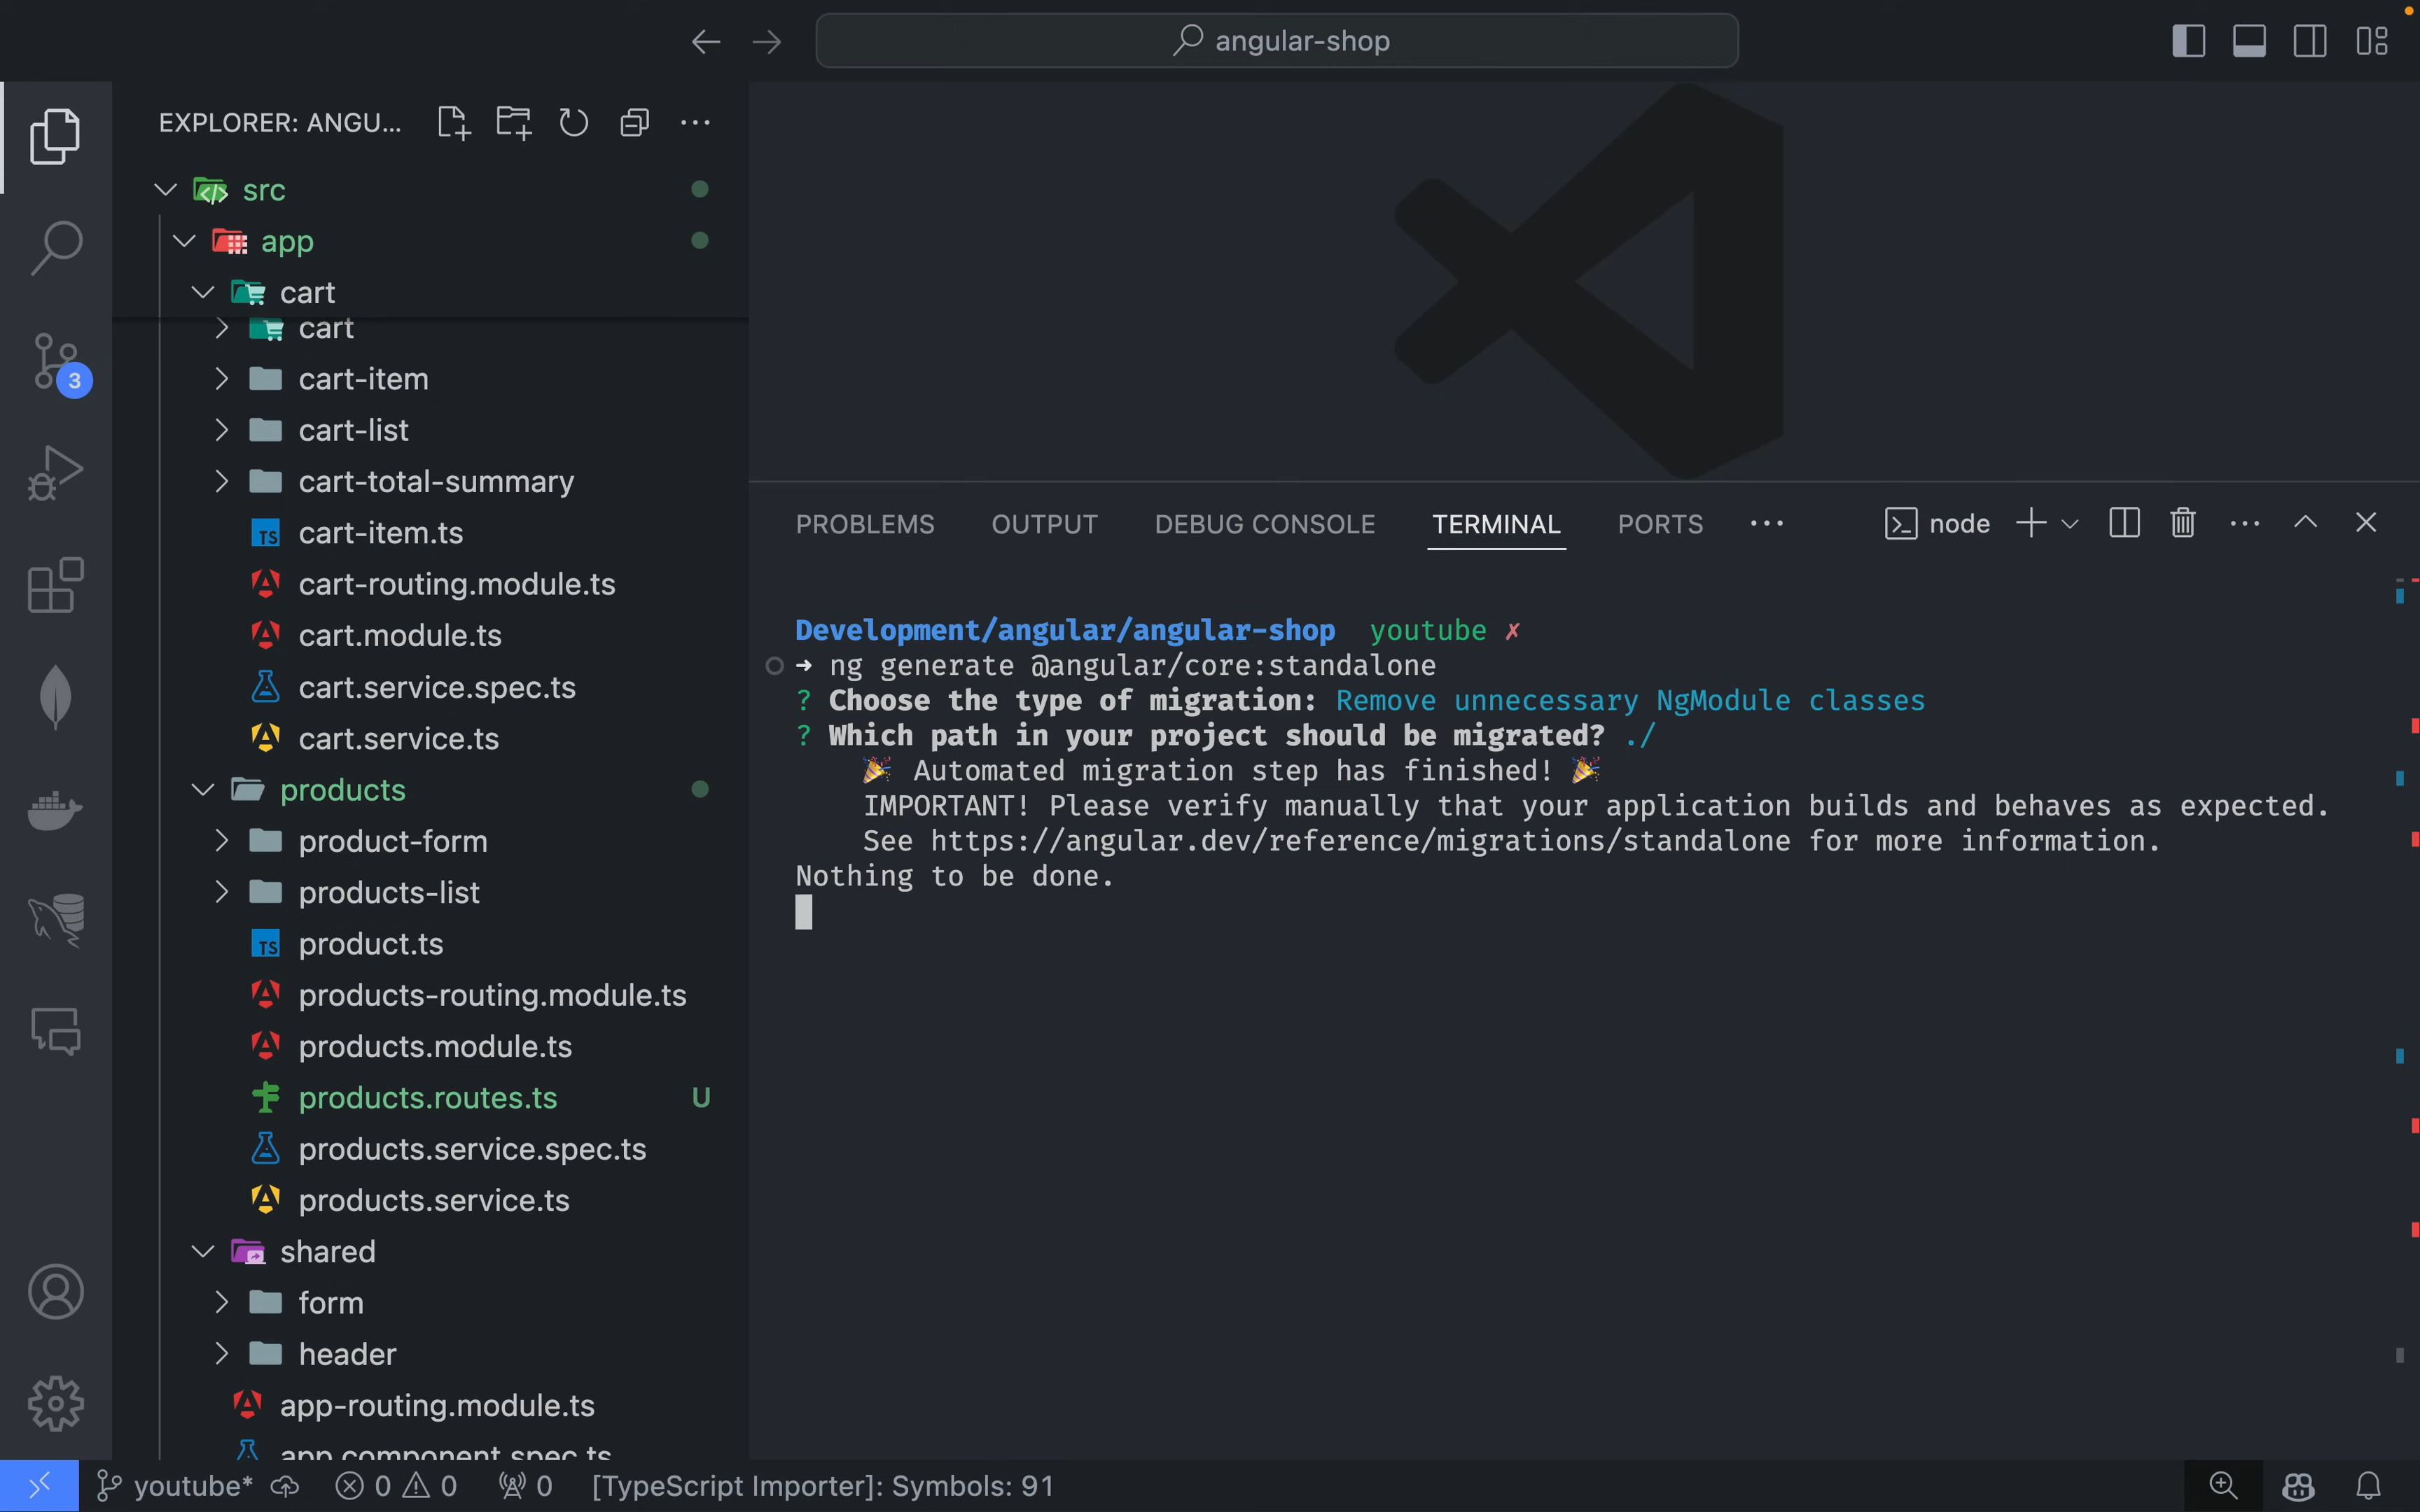 angular-shop
EXPLORER: ANGU...
src
app
cart
cart
cart-item
cart-list
cart-total-summary
TS cart-item.ts
cart-routing.module.ts
cart.module.ts
cart.service.spec.ts
cart.service.ts
products
product-form
products-list
TS product.ts
products-routing.module.ts
products.module.ts
products.routes.ts U
products.service.spec.ts
products.service.ts
shared
form
header
app-routing.module.ts
app.component.spec.ts
3
PROBLEMS OUTPUT DEBUG CONSOLE TERMINAL PORTS ... node
Development/angular/angular-shop youtube ✗
➜ ng generate @angular/core:standalone
? Choose the type of migration: Remove unnecessary NgModule classes
? Which path in your project should be migrated? ./
🎉 Automated migration step has finished! 🎉
IMPORTANT! Please verify manually that your application builds and behaves as expected.
See https://angular.dev/reference/migrations/standalone for more information.
Nothing to be done.
youtube* 0 0 0 [TypeScript Importer]: Symbols: 91